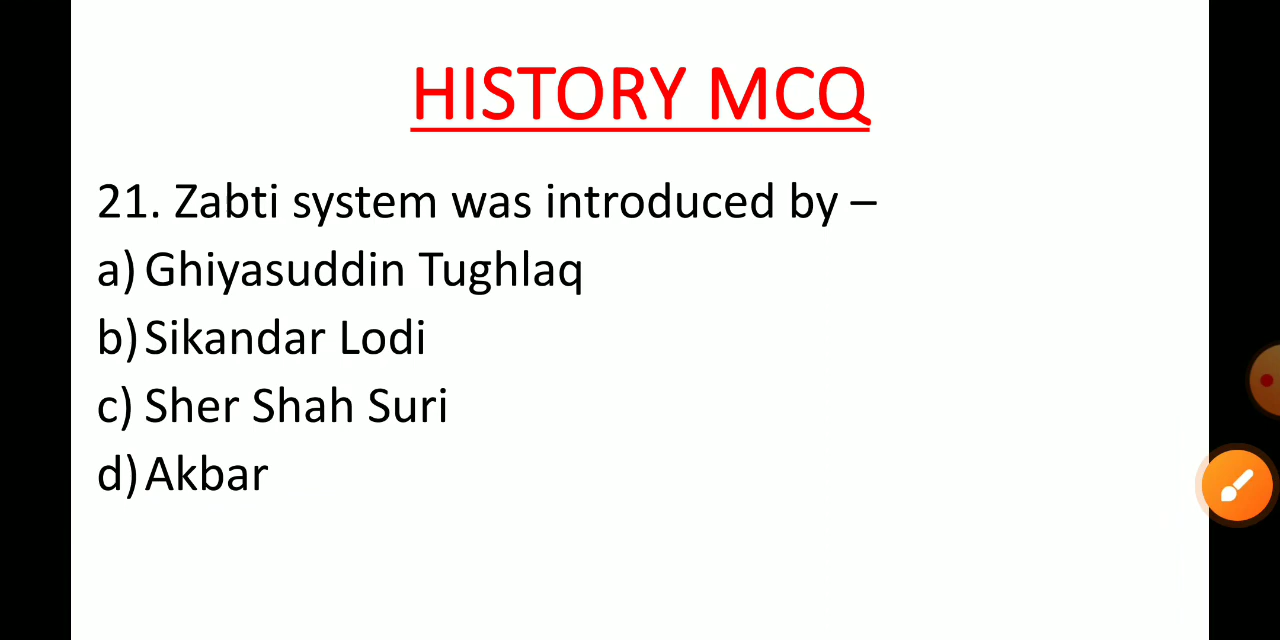 HISTORY MCQ
21. Zabti system was introduced by –
a) Ghiyasuddin Tughlaq
b) Sikandar Lodi
c) Sher Shah Suri
d) Akbar